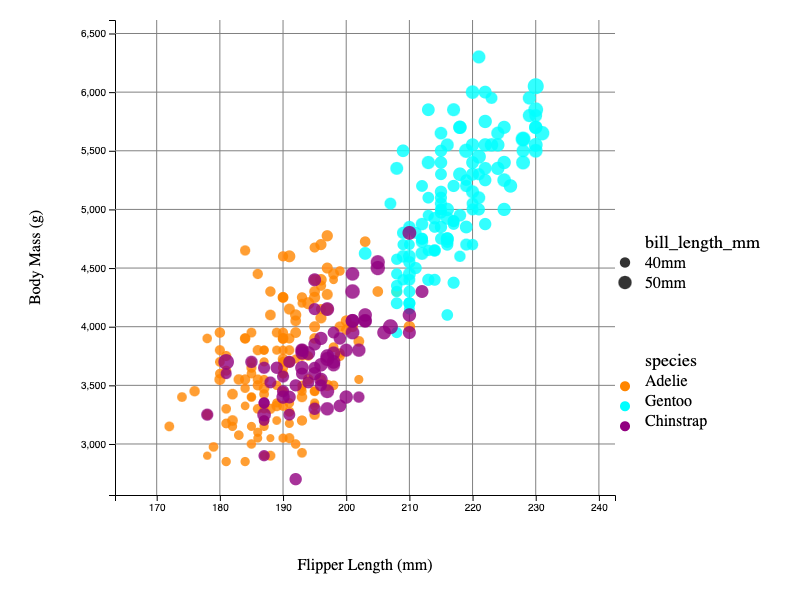 6,500
6,000
5,500
5,000
4,500
4,000
3,500
3,000
Body Mass (g)
170 180 190 200 210 220 230 240
Flipper Length (mm)
bill_length_mm
40mm
50mm
species
Adelie
Gentoo
Chinstrap